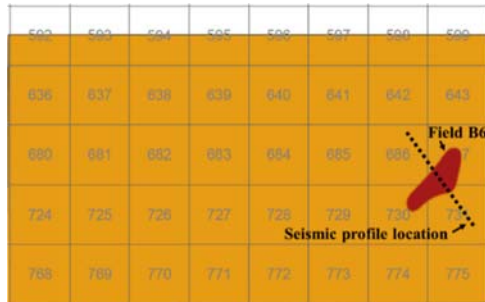 592 593 594 595 596 597 598 599
636 637 638 639 640 641 642 643
Field B6
680 681 682 683 684 685 686
724 725 726 727 728 729 730
Seismic profile location
768 769 770 771 772 773 774 775